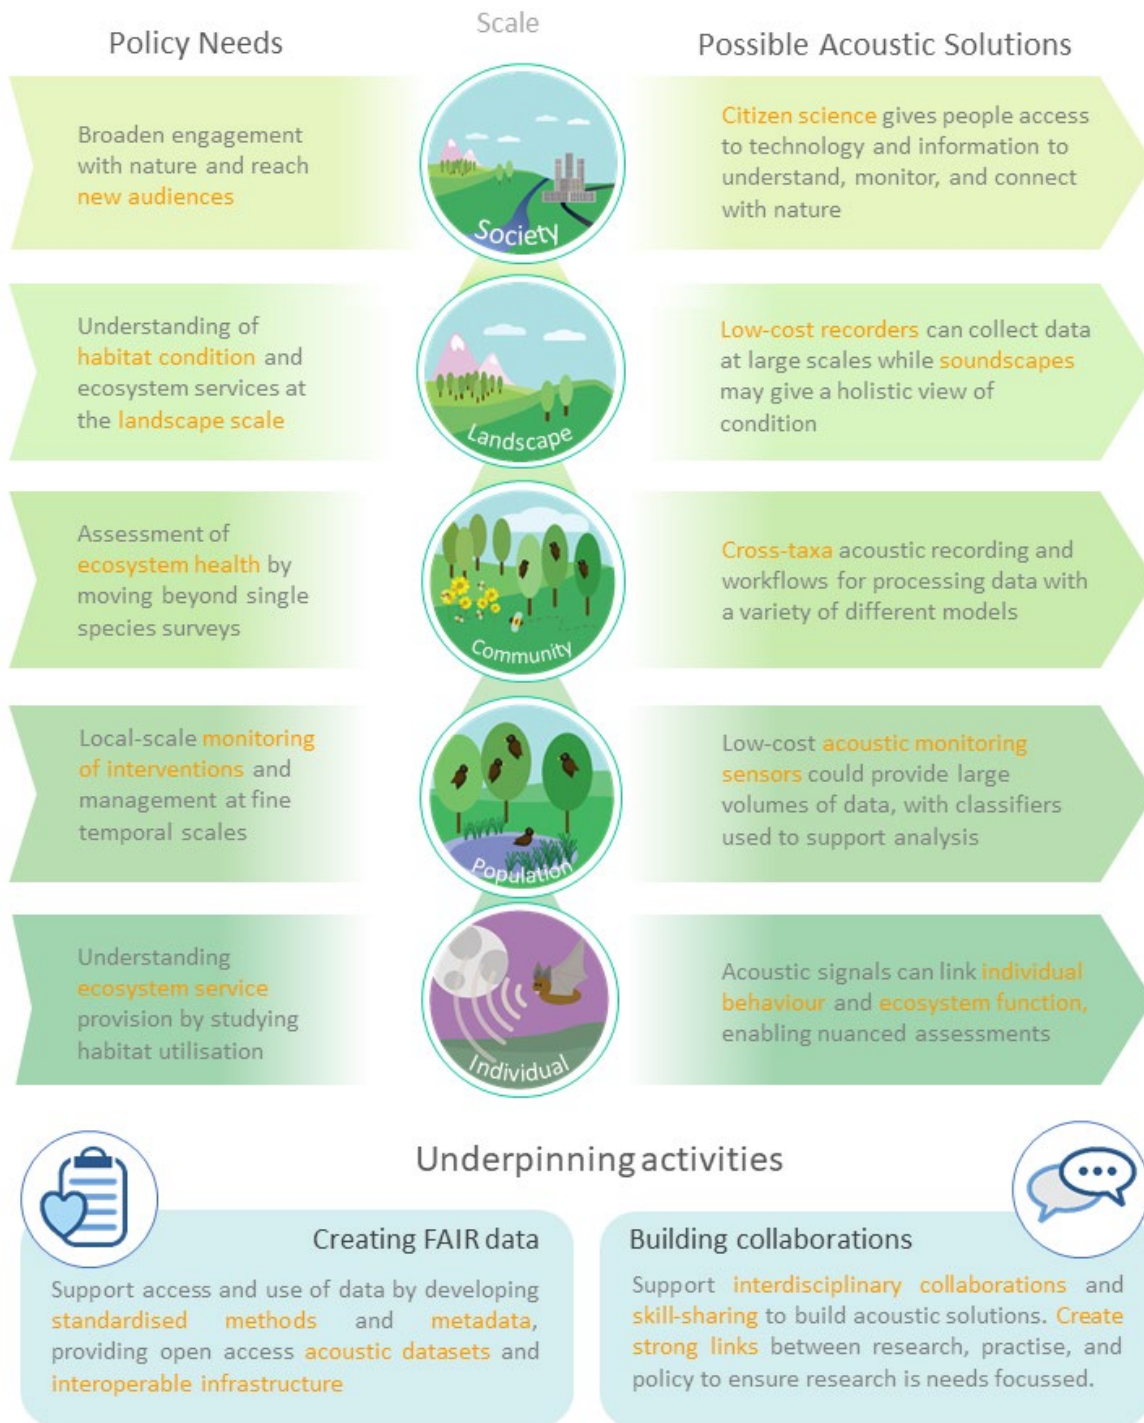 Policy Needs
Scale
Possible Acoustic Solutions
Broaden engagement
with nature and reach
new audiences
Society
Citizen science gives people access
to technology and information to
understand, monitor, and connect
with nature
Understanding of
habitat condition and
ecosystem services at
the landscape scale
Landscape
Low-cost recorders can collect data
at large scales while soundscapes
may give a holistic view of
condition
Assessment of
ecosystem health by
moving beyond single
species surveys
Community
Cross-taxa acoustic recording and
workflows for processing data with
a variety of different models
Local-scale monitoring
of interventions and
management at fine
temporal scales
Population
Low-cost acoustic monitoring
sensors could provide large
volumes of data, with classifiers
used to support analysis
Understanding
ecosystem service
provision by studying
habitat utilisation
Individual
Acoustic signals can link individual
behaviour and ecosystem function,
enabling nuanced assessments
Underpinning activities
Creating FAIR data
Support access and use of data by developing
standardised methods and metadata,
providing open access acoustic datasets and
interoperable infrastructure
Building collaborations
Support interdisciplinary collaborations and
skill-sharing to build acoustic solutions. Create
strong links between research, practise, and
policy to ensure research is needs focussed.